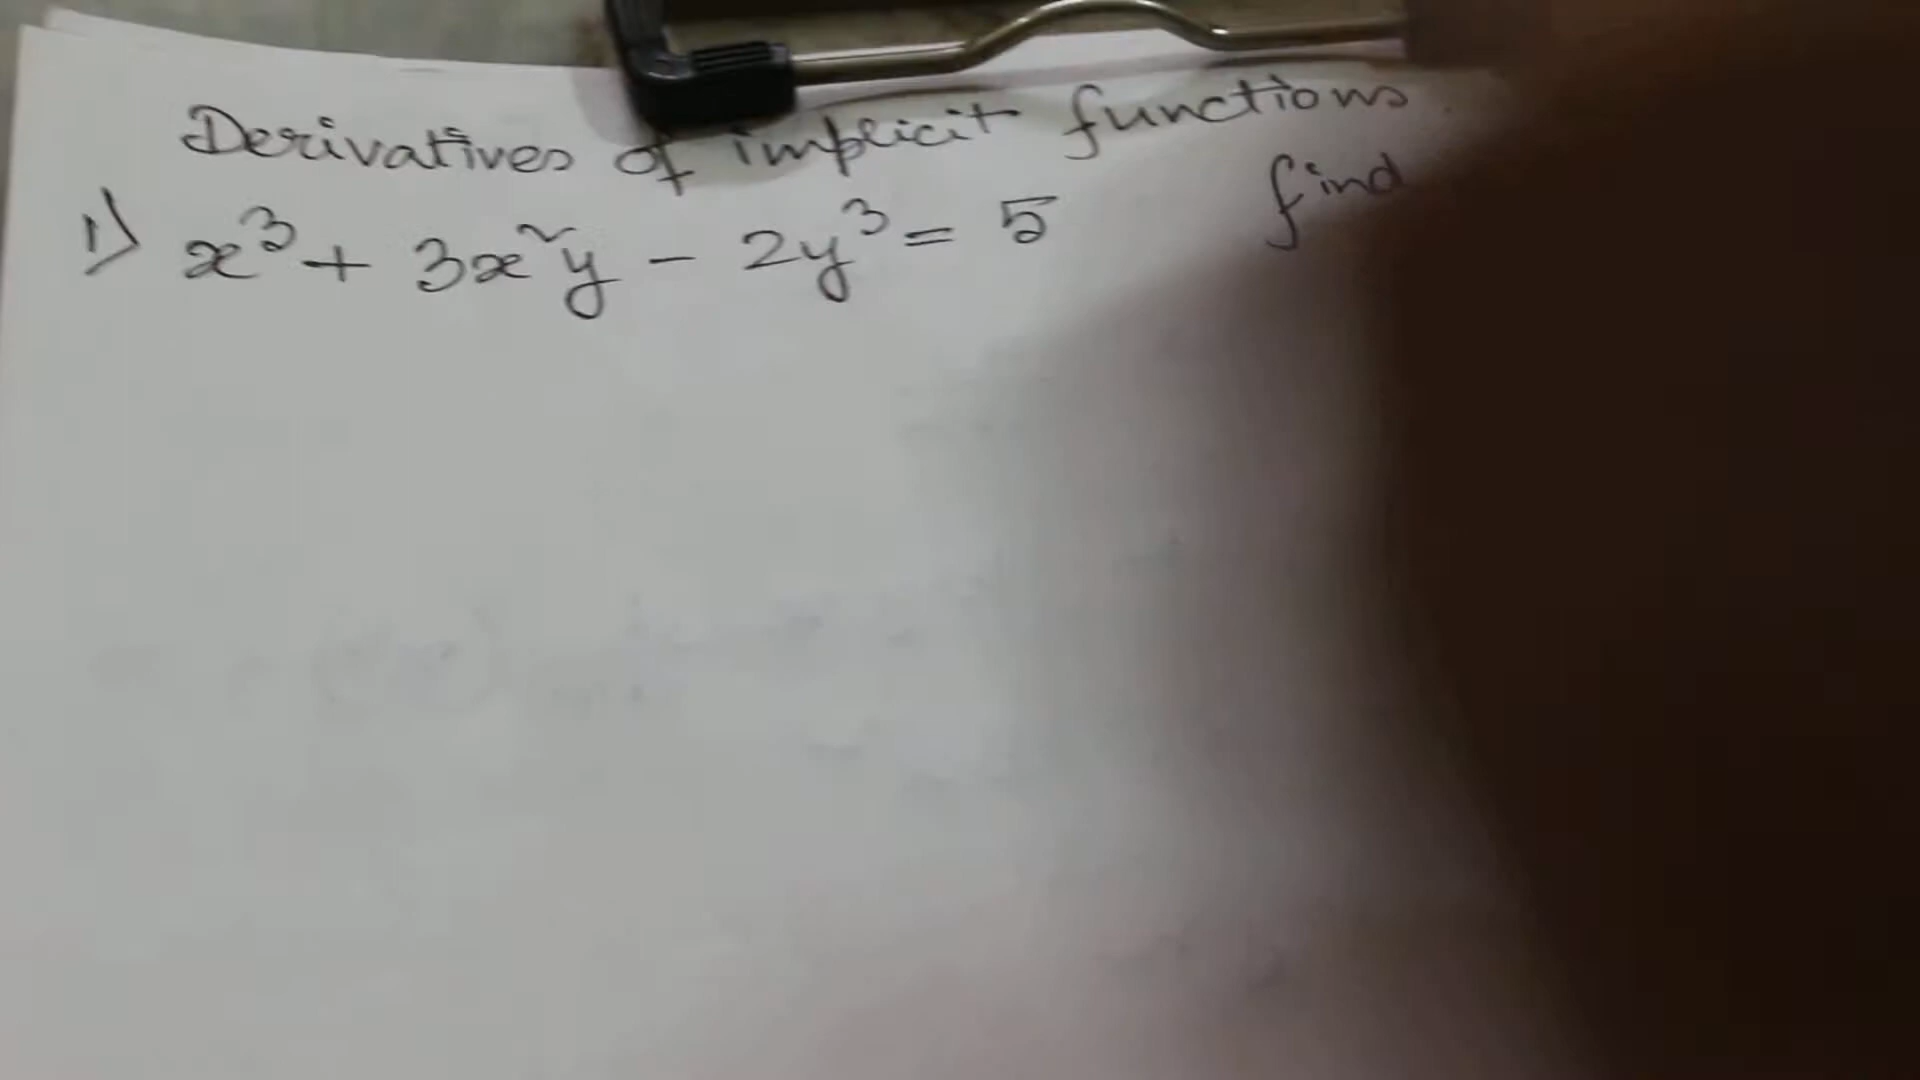 Derivatives of implicit functions.
1) x³ + 3x²y - 2y³ = 5 find